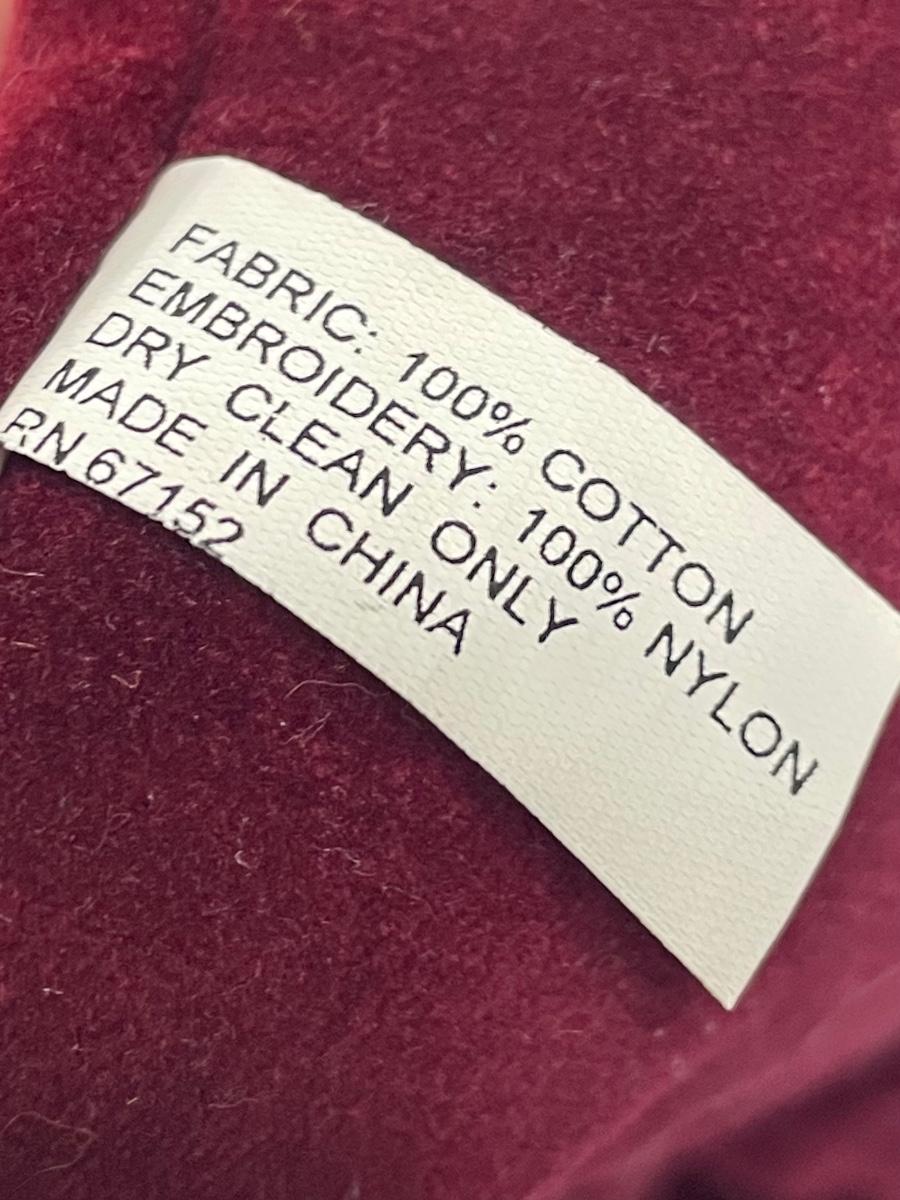 FABRIC: 100% COTTON
EMBROIDERY: 100% NYLON
DRY CLEAN ONLY
MADE IN CHINA
RN 67152